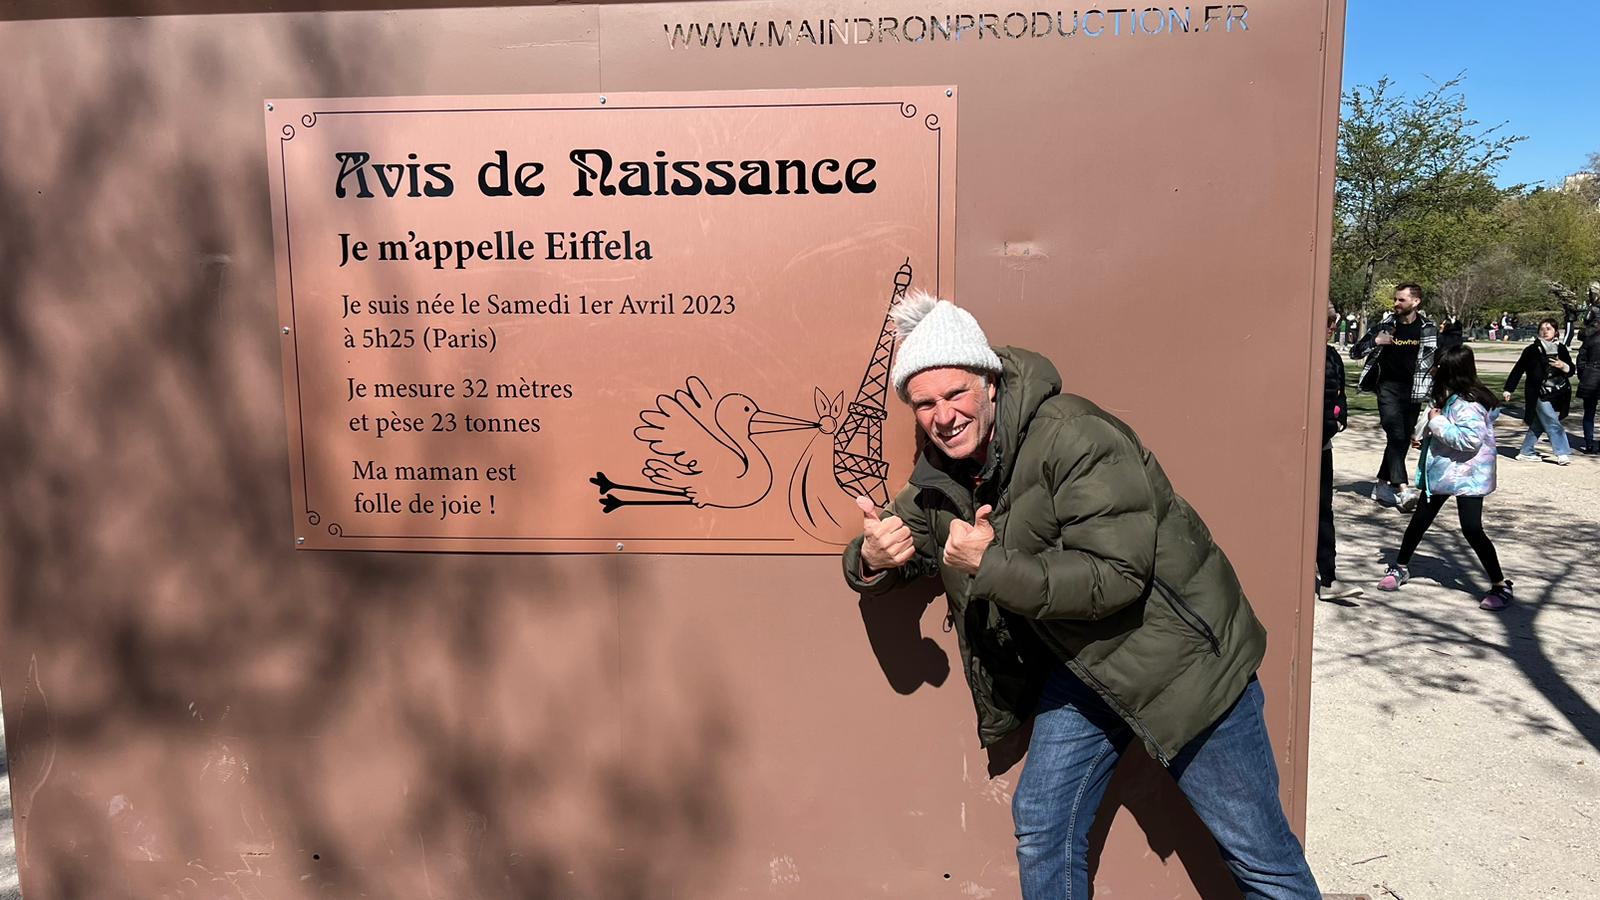 WWW.MAINDRONPRODUCTION.FR
Avis de Naissance
Je m'appelle Eiffela
Je suis née le Samedi 1er Avril 2023
à 5h25 (Paris)
Je mesure 32 mètres
et pèse 23 tonnes
Ma maman est
folle de joie !